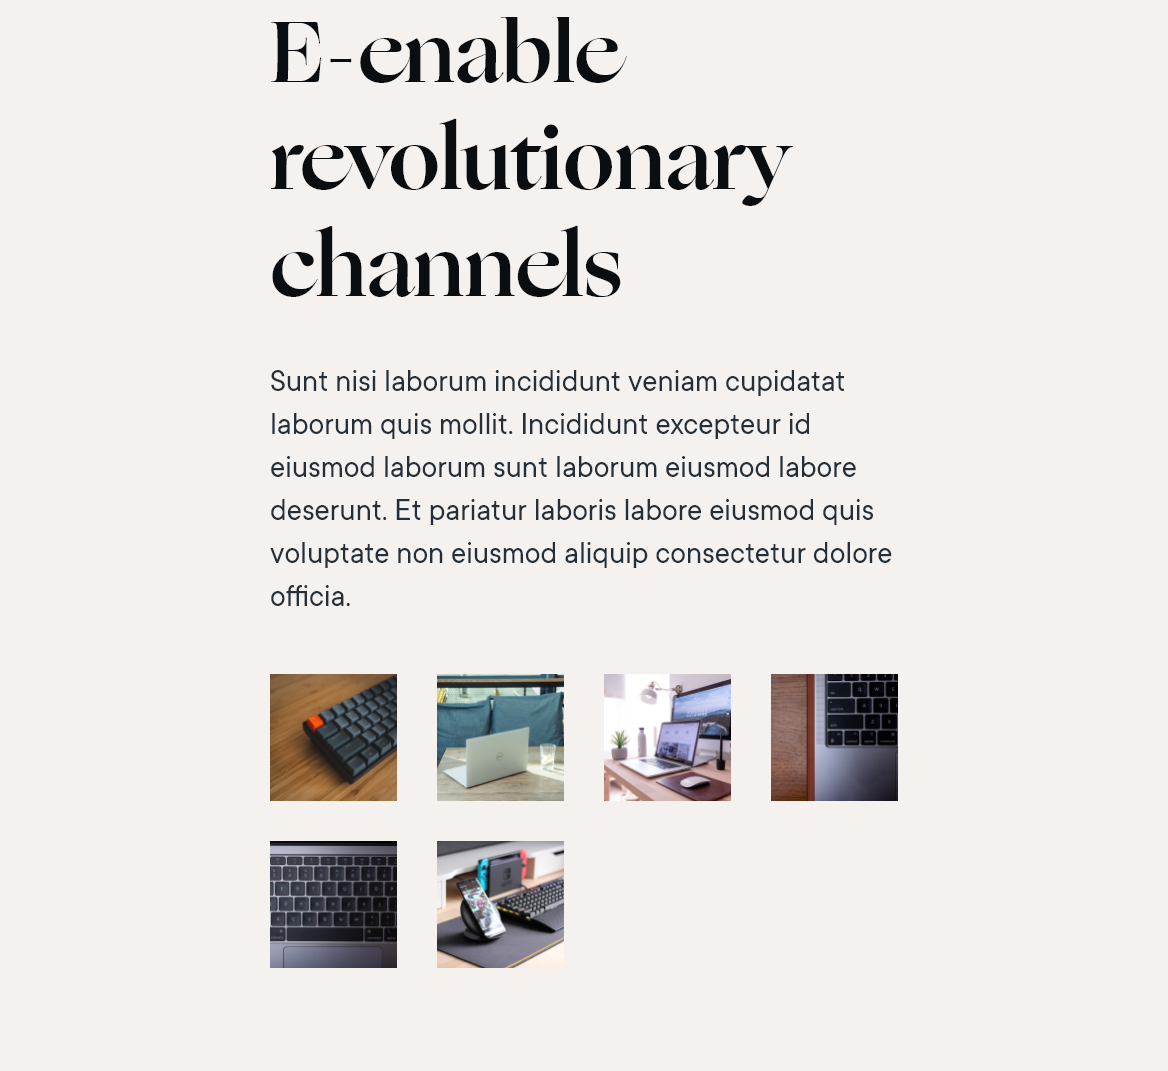 E-enable
revolutionary
channels
Sunt nisi laborum incididunt veniam cupidatat
laborum quis mollit. Incididunt excepteur id
eiusmod laborum sunt laborum eiusmod labore
deserunt. Et pariatur laboris labore eiusmod quis
voluptate non eiusmod aliquip consectetur dolore
officia.